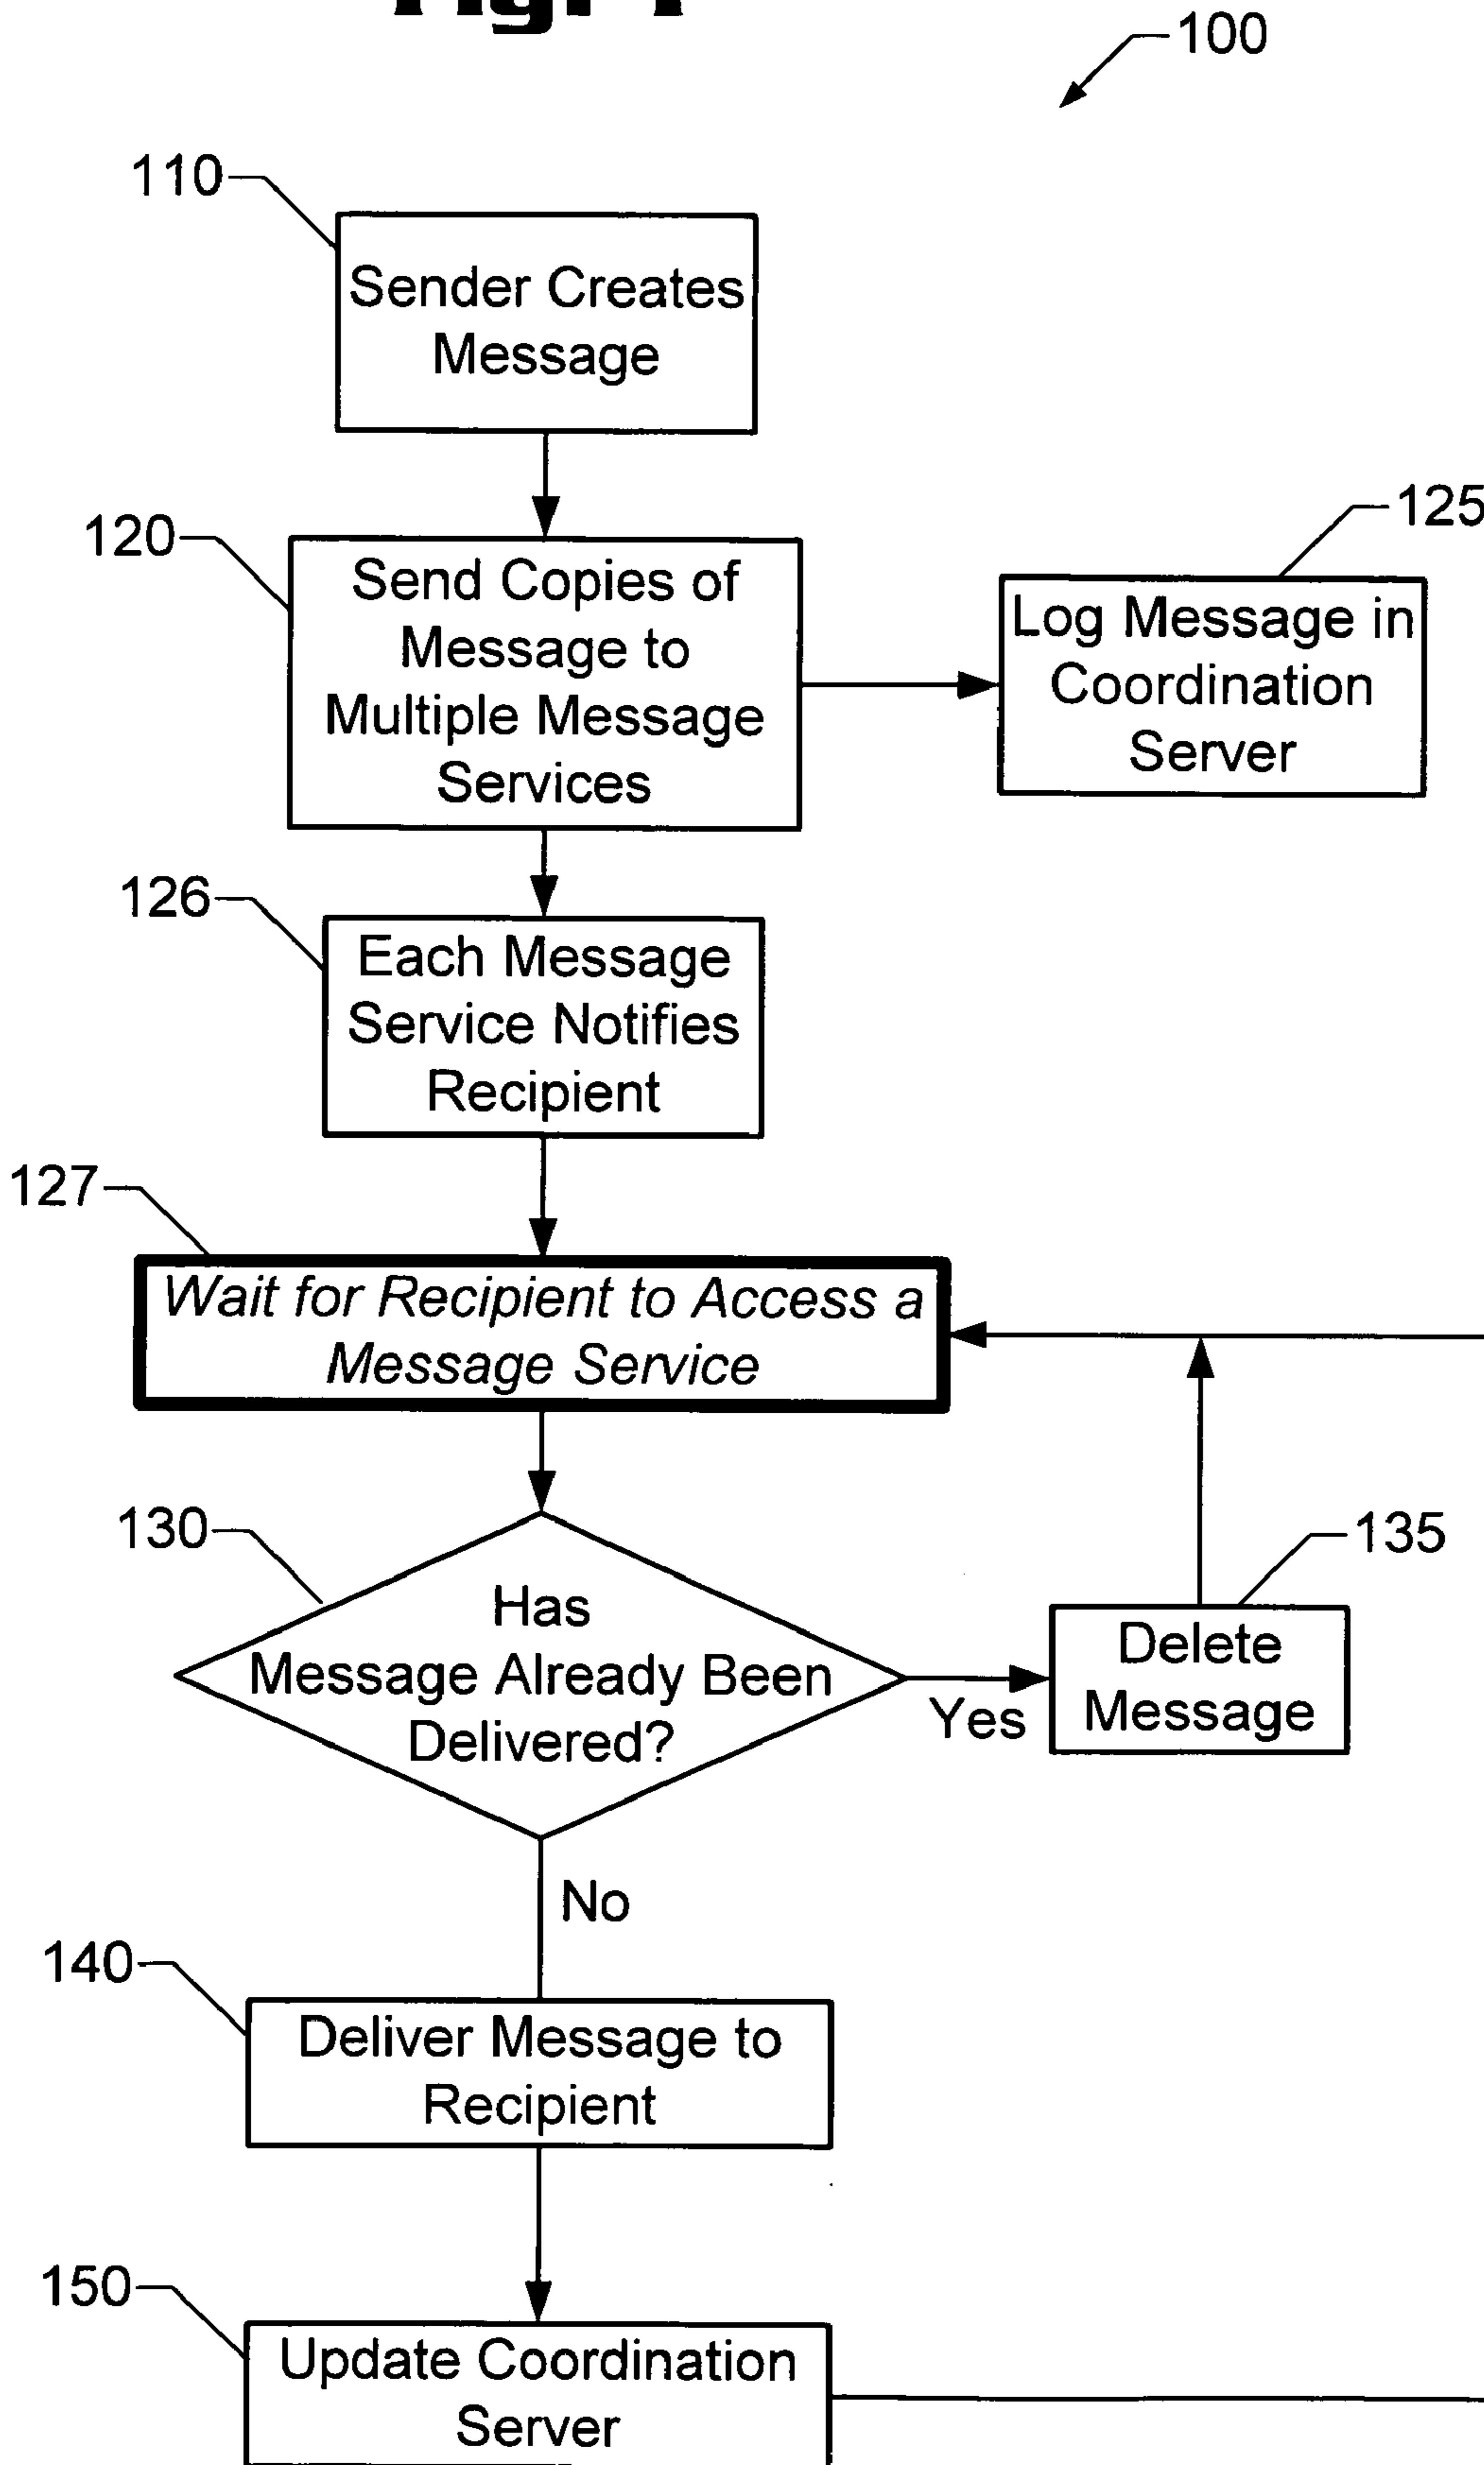 Fig. 1
100
110
Sender Creates
Message
120
Send Copies of
Message to
Multiple Message
Services
125
Log Message in
Coordination
Server
126
Each Message
Service Notifies
Recipient
127
Wait for Recipient to Access a
Message Service
130
Has
Message Already Been
Delivered?
Yes
135
Delete
Message
No
140
Deliver Message to
Recipient
150
Update Coordination
Server